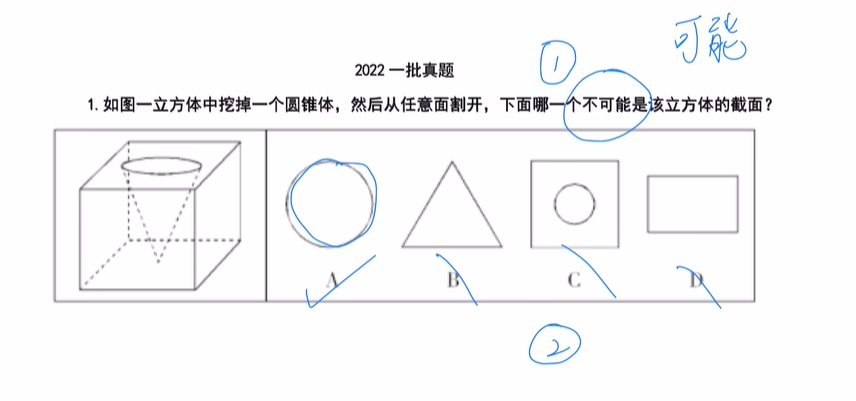 可能
①
2022 一批真题
1. 如图一立方体中挖掉一个圆锥体，然后从任意面割开，下面哪一个不可能是该立方体的截面？
A B C D
②